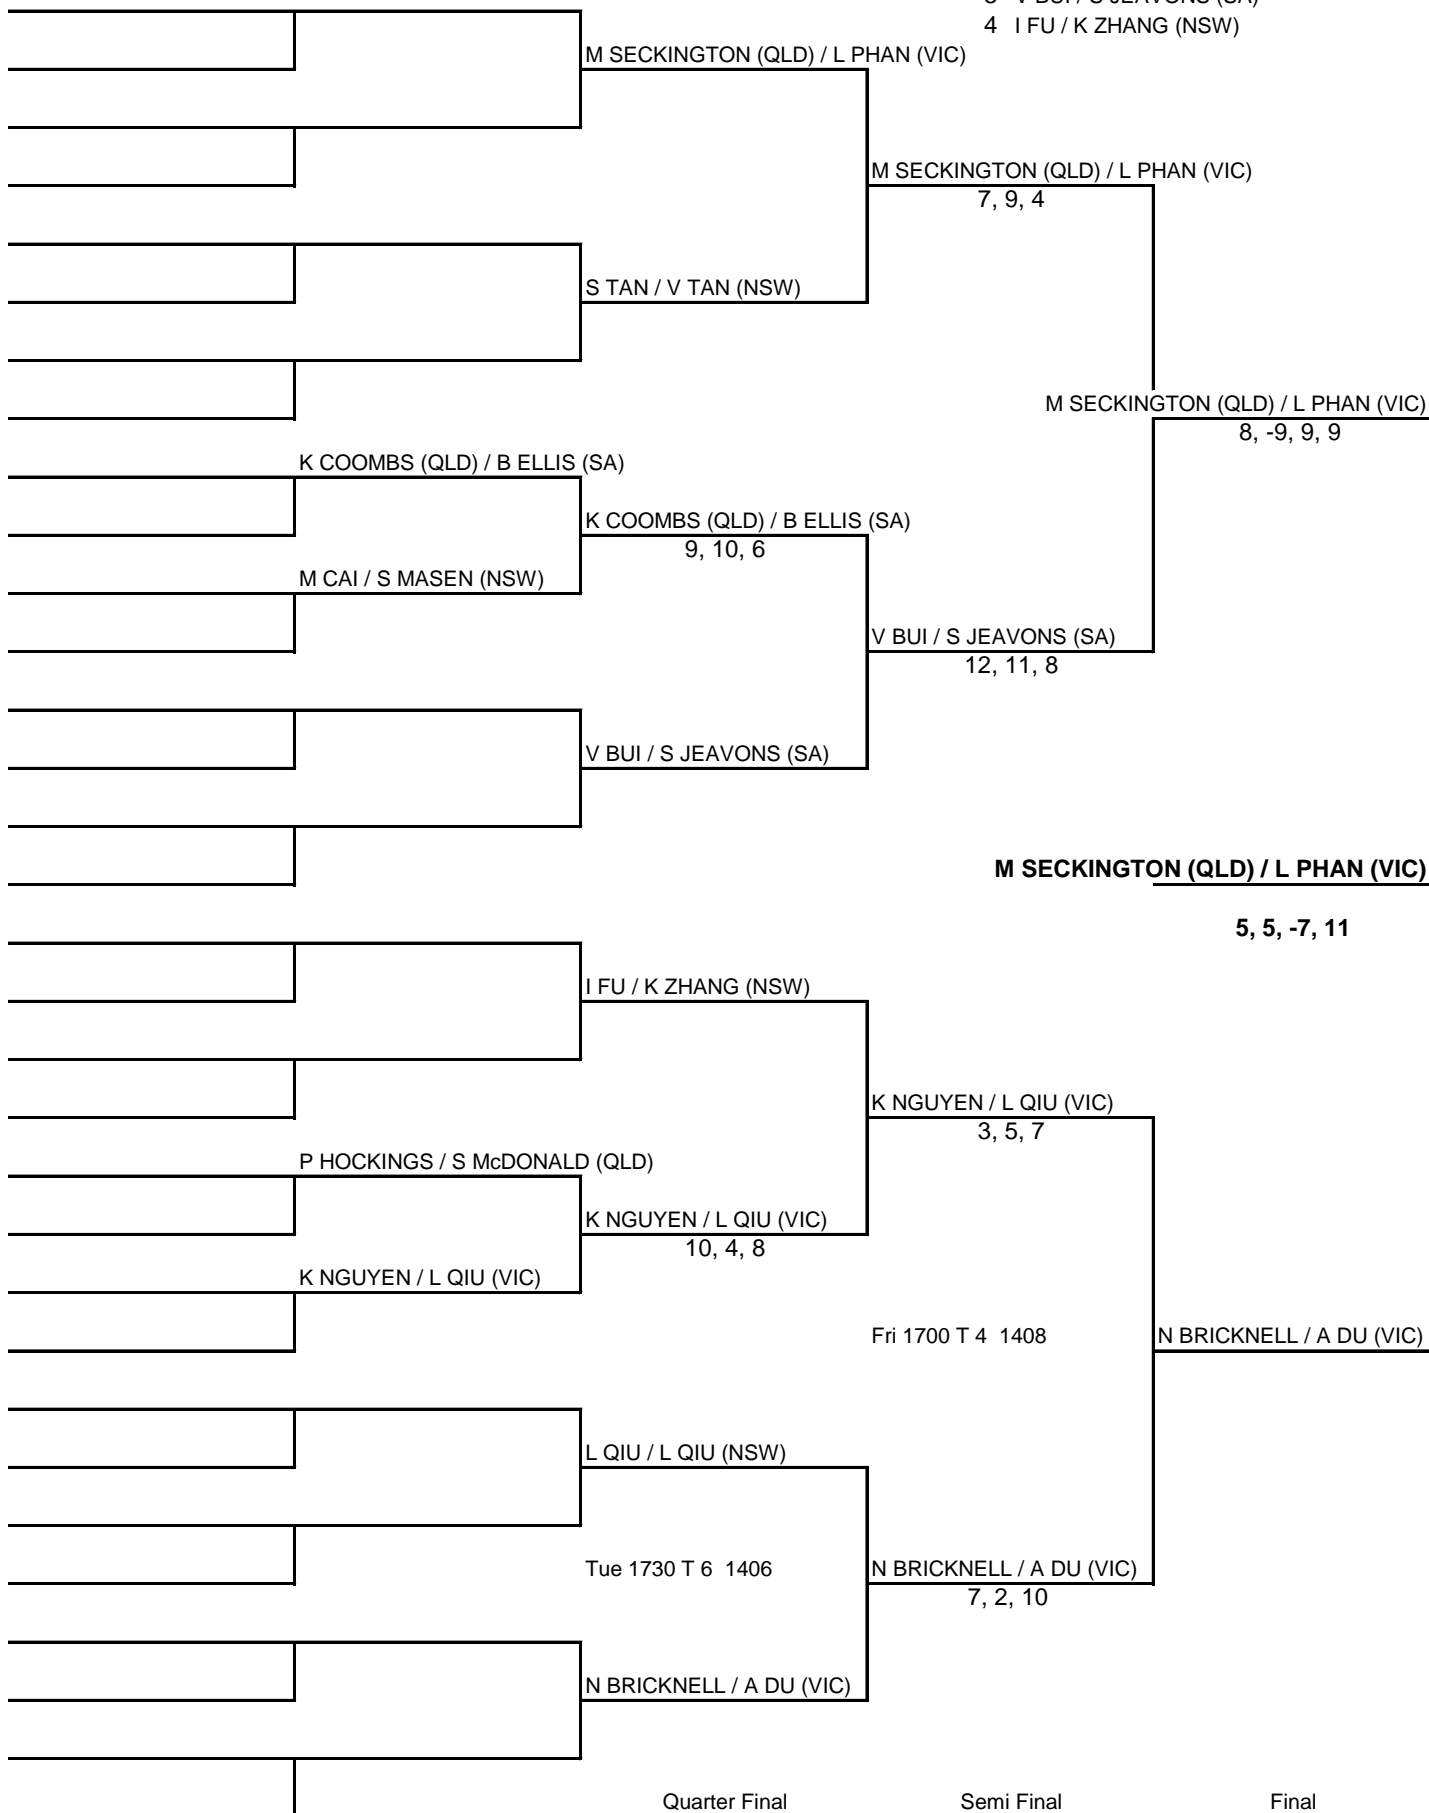 4 I FU / K ZHANG (NSW)
M SECKINGTON (QLD) / L PHAN (VIC)
M SECKINGTON (QLD) / L PHAN (VIC)
7, 9, 4
S TAN / V TAN (NSW)
M SECKINGTON (QLD) / L PHAN (VIC)
8, -9, 9, 9
K COOMBS (QLD) / B ELLIS (SA)
K COOMBS (QLD) / B ELLIS (SA)
9, 10, 6
M CAI / S MASEN (NSW)
V BUI / S JEAVONS (SA)
12, 11, 8
V BUI / S JEAVONS (SA)
M SECKINGTON (QLD) / L PHAN (VIC)
5, 5, -7, 11
I FU / K ZHANG (NSW)
K NGUYEN / L QIU (VIC)
3, 5, 7
P HOCKINGS / S McDONALD (QLD)
K NGUYEN / L QIU (VIC)
10, 4, 8
K NGUYEN / L QIU (VIC)
Fri 1700 T 4 1408
N BRICKNELL / A DU (VIC)
L QIU / L QIU (NSW)
Tue 1730 T 6 1406
N BRICKNELL / A DU (VIC)
7, 2, 10
N BRICKNELL / A DU (VIC)
Quarter Final
Semi Final
Final